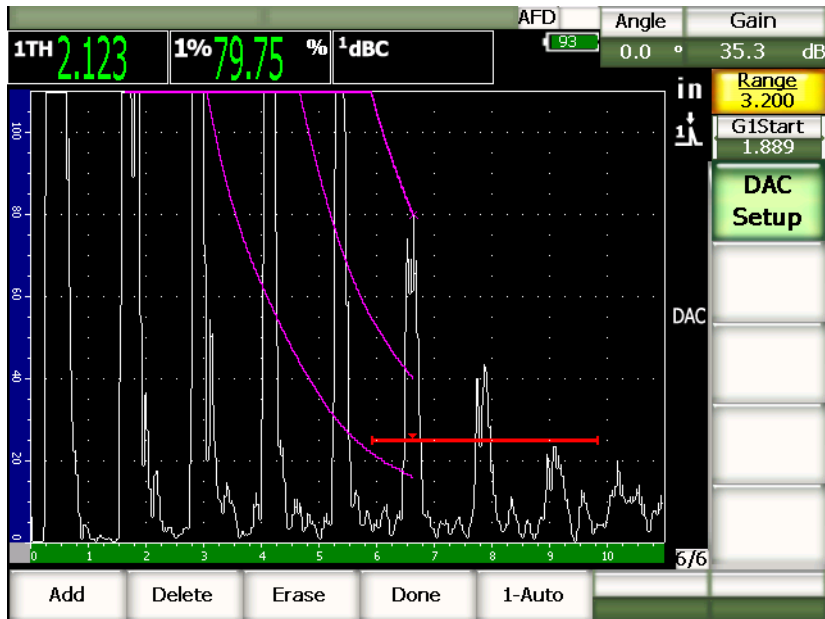 AFD
Angle
Gain
1TH 2.123
1% 79.75 %
1dBC
93
0.0 °
35.3 dB
in
Range
3.200
1
G1Start
1.889
DAC
Setup
DAC
100
80
60
40
20
0
0 1 2 3 4 5 6 7 8 9 10
6/6
Add
Delete
Erase
Done
1-Auto